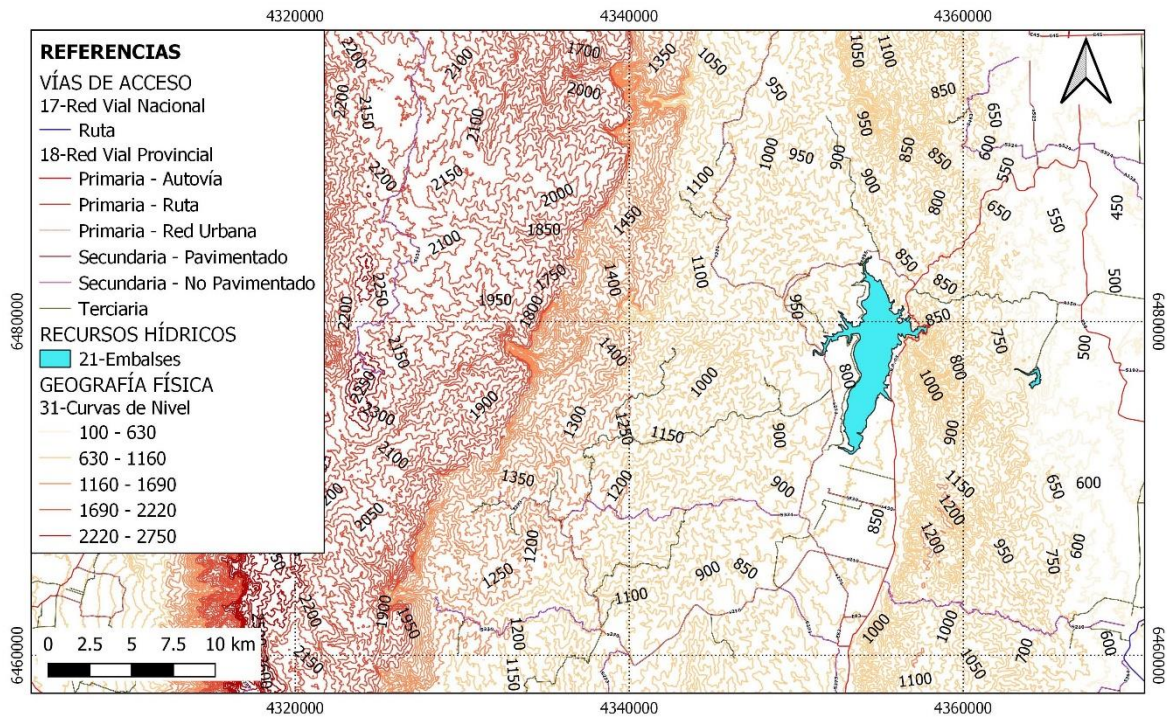 4320000 4340000 4360000
REFERENCIAS
VÍAS DE ACCESO
17-Red Vial Nacional
Ruta
18-Red Vial Provincial
Primaria - Autovía
Primaria - Ruta
Primaria - Red Urbana
Secundaria - Pavimentado
Secundaria - No Pavimentado
Terciaria
RECURSOS HÍDRICOS
21-Embalses
GEOGRAFÍA FÍSICA
31-Curvas de Nivel
100 - 630
630 - 1160
1160 - 1690
1690 - 2220
2220 - 2750
0 2.5 5 7.5 10 km
6480000
6460000
6480000
6460000
2200 2100 1700 1350 1050 1050 1100
2200 2150 2000 950 850 650
2100 950 850 600
2200 2150 1000 950 900 850 550
2000 1100 900 800 450
1850 1450 650 550
2100 850
2250 1750 1400 1100 850 500
2200 1950 1800 950 850
2150 1400 750 500
2250 1000 800 800
2300 1900 1000
1300 1250 1150 900 900
2100 1350 1200 900 1150 650 600
2050 850 1200
1200 1200 950 600
1250 900 850 750
2200 1900 1950 1100
1200 1000 1000 700 600
2150 1150 1050
1100
4320000 4340000 4360000